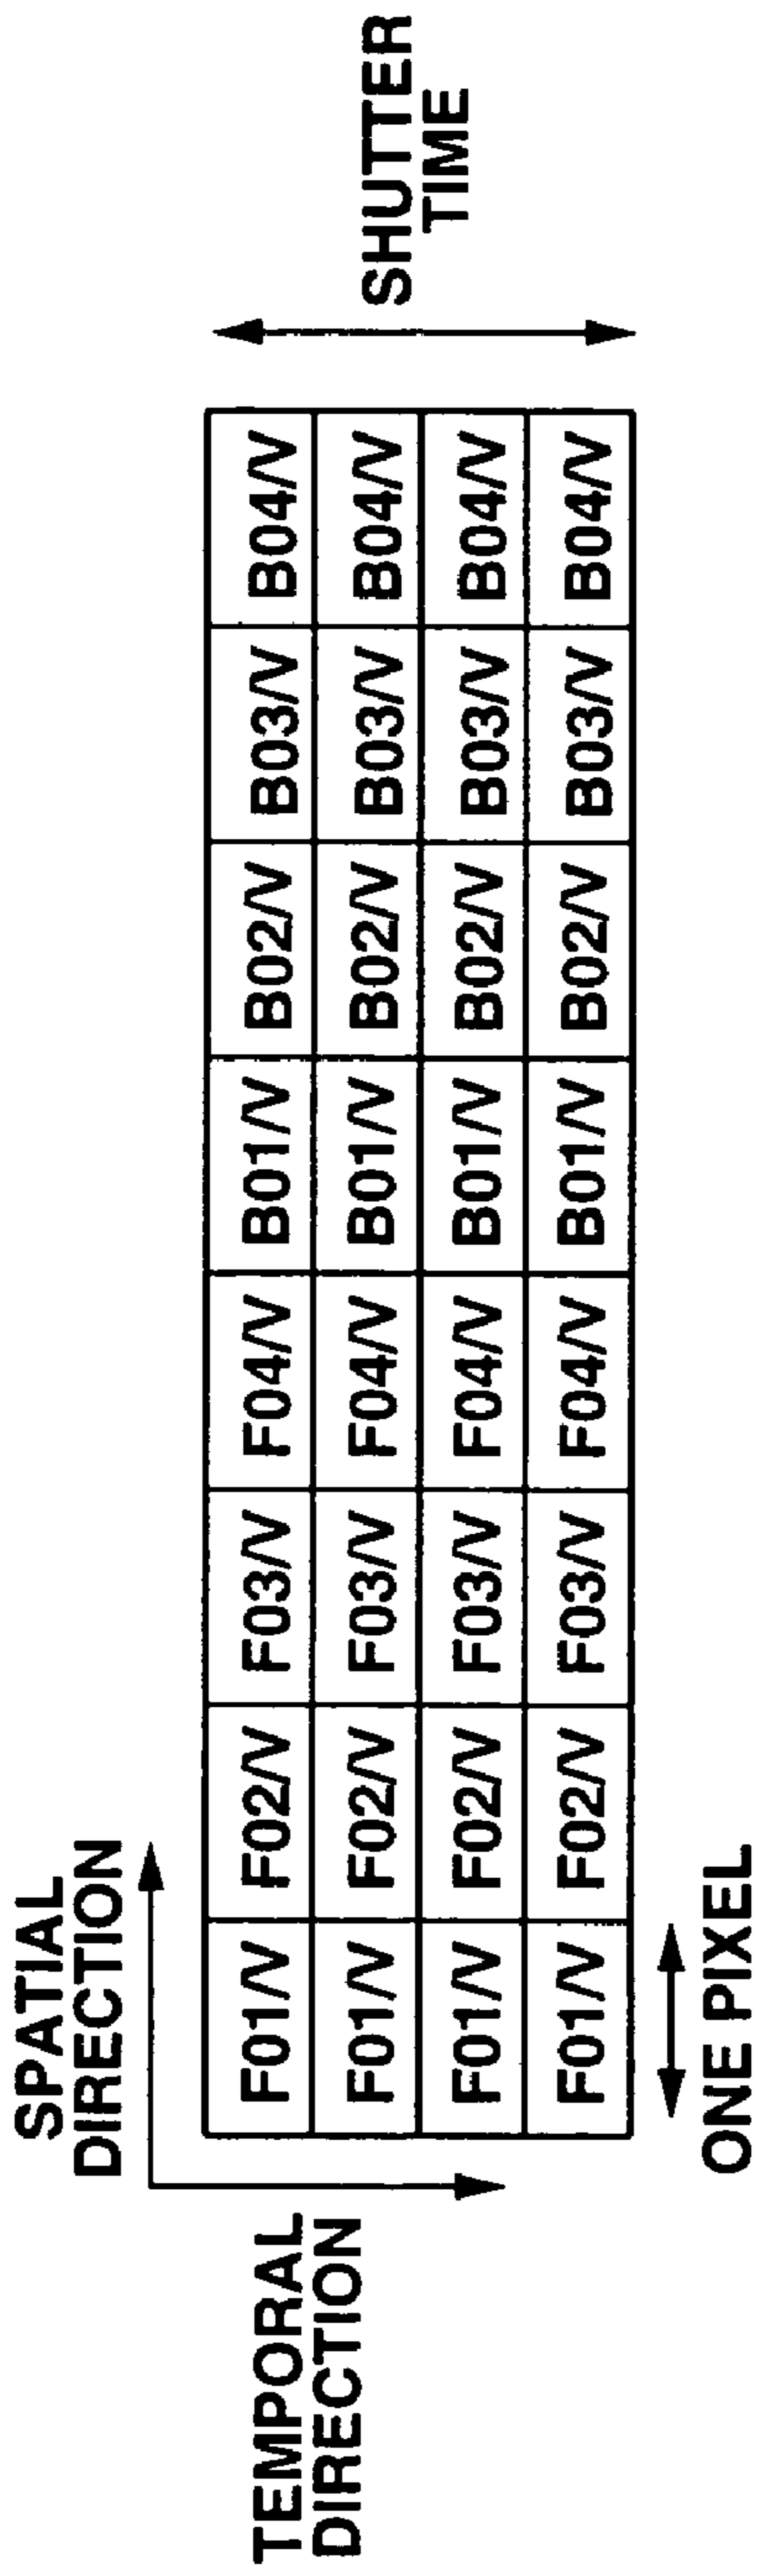 SPATIAL
DIRECTION
TEMPORAL
DIRECTION
F01/V F02/V F03/V F04/V B01/V B02/V B03/V B04/V
F01/V F02/V F03/V F04/V B01/V B02/V B03/V B04/V
F01/V F02/V F03/V F04/V B01/V B02/V B03/V B04/V
F01/V F02/V F03/V F04/V B01/V B02/V B03/V B04/V
SHUTTER
TIME
ONE PIXEL